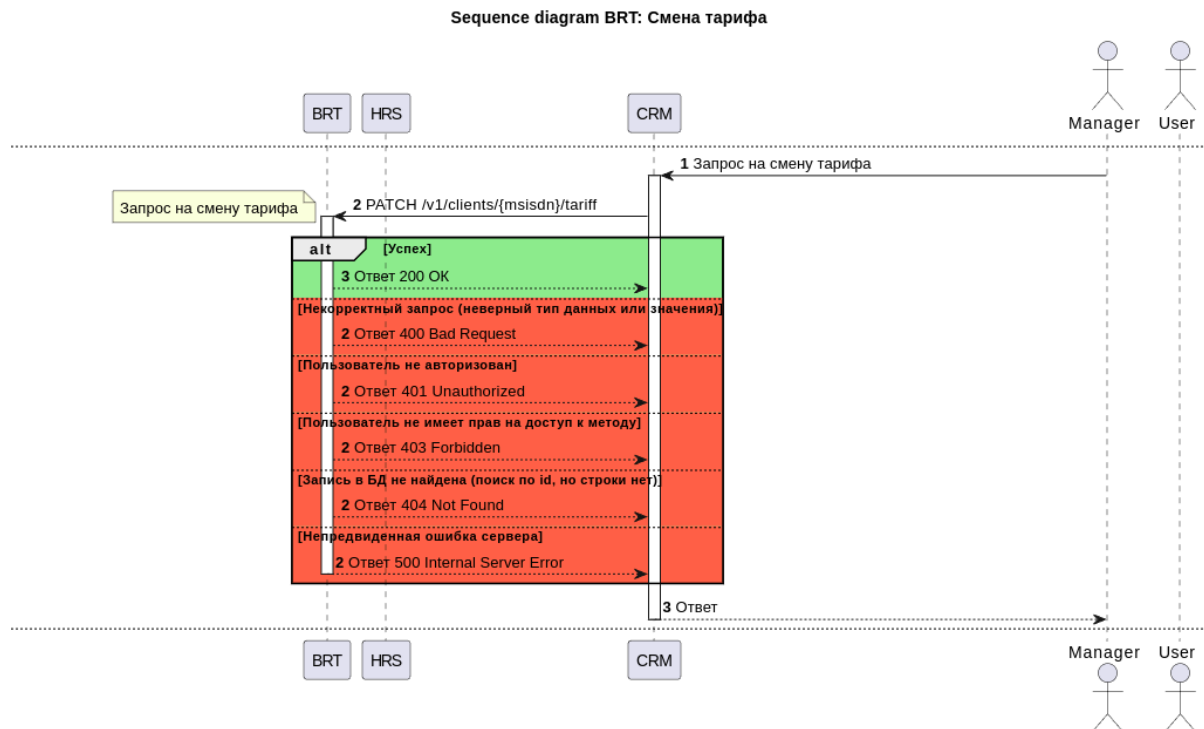 Sequence diagram BRT: Смена тарифа
BRT
HRS
CRM
Manager
User
1 Запрос на смену тарифа
Запрос на смену тарифа
2 PATCH /v1/clients/{msisdn}/tariff
alt
[Успех]
3 Ответ 200 OK
[Некорректный запрос (неверный тип данных или значения)]
2 Ответ 400 Bad Request
[Пользователь не авторизован]
2 Ответ 401 Unauthorized
[Пользователь не имеет прав на доступ к методу]
2 Ответ 403 Forbidden
[Запись в БД не найдена (поиск по id, но строки нет)]
2 Ответ 404 Not Found
[Непредвиденная ошибка сервера]
2 Ответ 500 Internal Server Error
3 Ответ
BRT
HRS
CRM
Manager
User